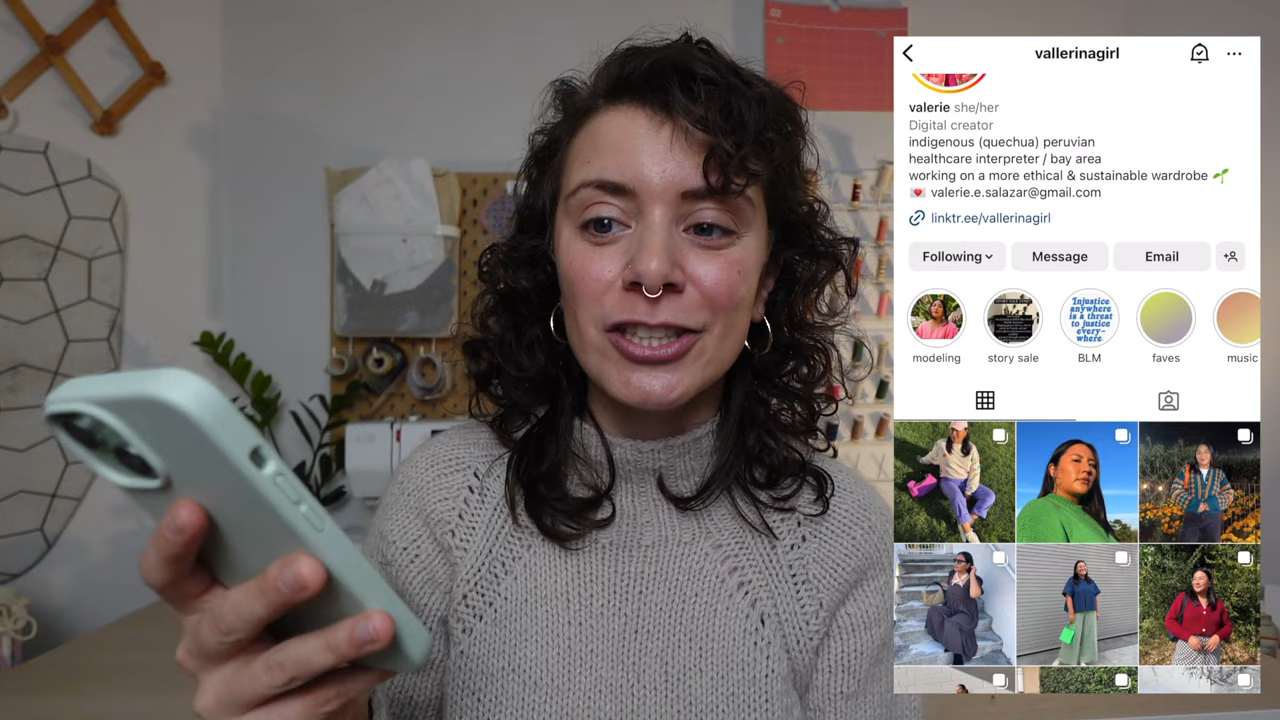 vallerinagirl
valerie she/her
Digital creator
indigenous (quechua) peruvian
healthcare interpreter / bay area
working on a more ethical & sustainable wardrobe 🌱
💌 valerie.e.salazar@gmail.com
linktr.ee/vallerinagirl
Following Message Email
Injustice
anywhere
is a threat
to justice
every-
where
modeling story sale BLM faves music